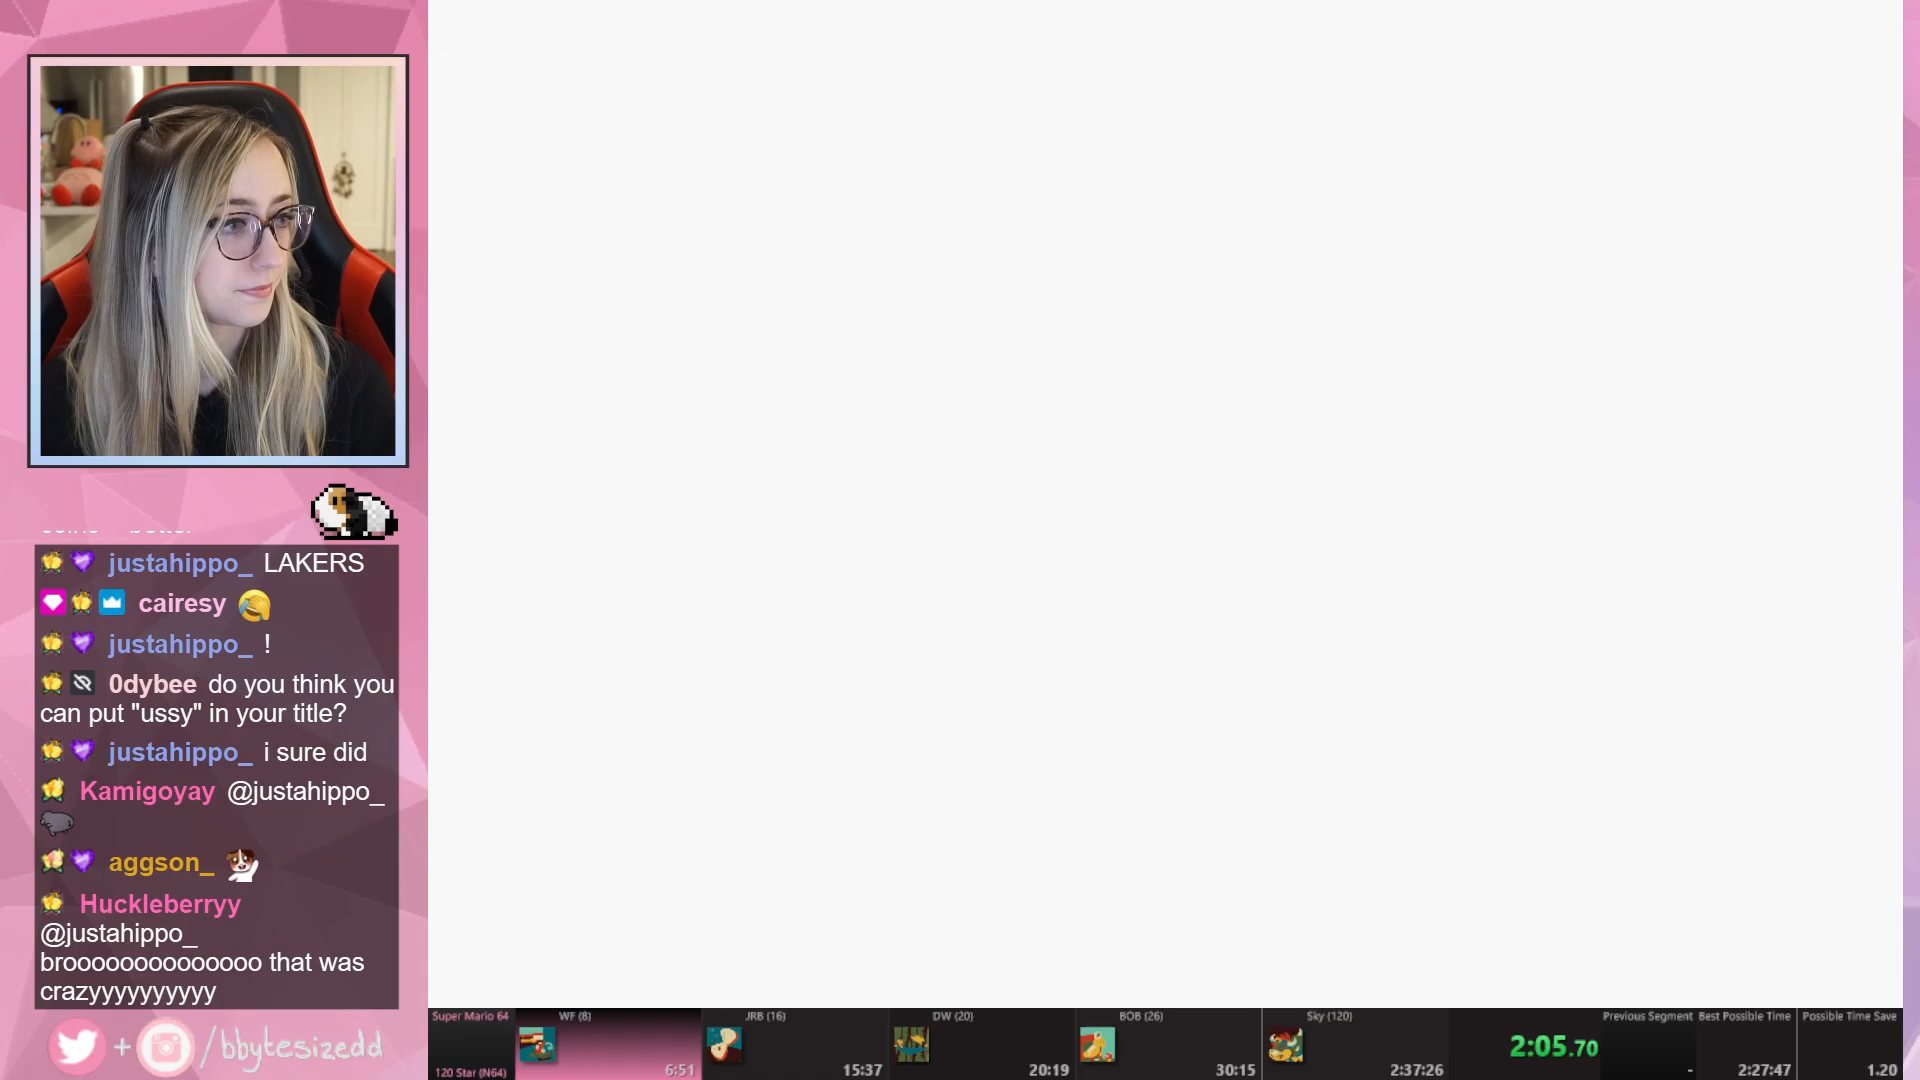 justahippo_ LAKERS
cairesy
justahippo_ !
0dybee do you think you
can put "ussy" in your title?
justahippo_ i sure did
Kamigoyay @justahippo_
aggson_
Huckleberryy
@justahippo_
broooooooooooooo that was
crazyyyyyyyyyy
+ /bbytesizedd
Super Mario 64
120 Star (N64)
WF (8)
6:51
JRB (16)
15:37
DW (20)
20:19
BOB (26)
30:15
Sky (120)
2:37:26
2:05.70
Previous Segment
-
Best Possible Time
2:27:47
Possible Time Save
1.20